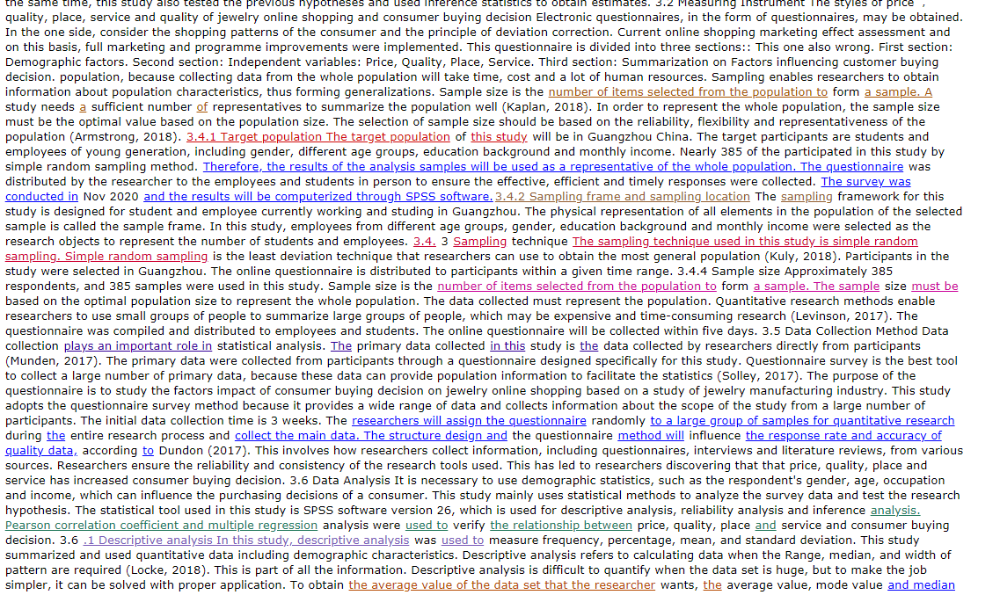 the same time, this study also tested the previous hypotheses and used inference statistics to obtain estimates. 3.2 Measuring Instrument The styles of price ,
quality, place, service and quality of jewelry online shopping and consumer buying decision Electronic questionnaires, in the form of questionnaires, may be obtained.
In the one side, consider the shopping patterns of the consumer and the principle of deviation correction. Current online shopping marketing effect assessment and
on this basis, full marketing and programme improvements were implemented. This questionnaire is divided into three sections:: This one also wrong. First section:
Demographic factors. Second section: Independent variables: Price, Quality, Place, Service. Third section: Summarization on Factors influencing customer buying
decision. population, because collecting data from the whole population will take time, cost and a lot of human resources. Sampling enables researchers to obtain
information about population characteristics, thus forming generalizations. Sample size is the number of items selected from the population to form a sample. A
study needs a sufficient number of representatives to summarize the population well (Kaplan, 2018). In order to represent the whole population, the sample size
must be the optimal value based on the population size. The selection of sample size should be based on the reliability, flexibility and representativeness of the
population (Armstrong, 2018). 3.4.1 Target population The target population of this study will be in Guangzhou China. The target participants are students and
employees of young generation, including gender, different age groups, education background and monthly income. Nearly 385 of the participated in this study by
simple random sampling method. Therefore, the results of the analysis samples will be used as a representative of the whole population. The questionnaire was
distributed by the researcher to the employees and students in person to ensure the effective, efficient and timely responses were collected. The survey was
conducted in Nov 2020 and the results will be computerized through SPSS software. 3.4.2 Sampling frame and sampling location The sampling framework for this
study is designed for student and employee currently working and studing in Guangzhou. The physical representation of all elements in the population of the selected
sample is called the sample frame. In this study, employees from different age groups, gender, education background and monthly income were selected as the
research objects to represent the number of students and employees. 3.4. 3 Sampling technique The sampling technique used in this study is simple random
sampling. Simple random sampling is the least deviation technique that researchers can use to obtain the most general population (Kuly, 2018). Participants in the
study were selected in Guangzhou. The online questionnaire is distributed to participants within a given time range. 3.4.4 Sample size Approximately 385
respondents, and 385 samples were used in this study. Sample size is the number of items selected from the population to form a sample. The sample size must be
based on the optimal population size to represent the whole population. The data collected must represent the population. Quantitative research methods enable
researchers to use small groups of people to summarize large groups of people, which may be expensive and time-consuming research (Levinson, 2017). The
questionnaire was compiled and distributed to employees and students. The online questionnaire will be collected within five days. 3.5 Data Collection Method Data
collection plays an important role in statistical analysis. The primary data collected in this study is the data collected by researchers directly from participants
(Munden, 2017). The primary data were collected from participants through a questionnaire designed specifically for this study. Questionnaire survey is the best tool
to collect a large number of primary data, because these data can provide population information to facilitate the statistics (Solley, 2017). The purpose of the
questionnaire is to study the factors impact of consumer buying decision on jewelry online shopping based on a study of jewelry manufacturing industry. This study
adopts the questionnaire survey method because it provides a wide range of data and collects information about the scope of the study from a large number of
participants. The initial data collection time is 3 weeks. The researchers will assign the questionnaire randomly to a large group of samples for quantitative research
during the entire research process and collect the main data. The structure design and the questionnaire method will influence the response rate and accuracy of
quality data, according to Dundon (2017). This involves how researchers collect information, including questionnaires, interviews and literature reviews, from various
sources. Researchers ensure the reliability and consistency of the research tools used. This has led to researchers discovering that that price, quality, place and
service has increased consumer buying decision. 3.6 Data Analysis It is necessary to use demographic statistics, such as the respondent's gender, age, occupation
and income, which can influence the purchasing decisions of a consumer. This study mainly uses statistical methods to analyze the survey data and test the research
hypothesis. The statistical tool used in this study is SPSS software version 26, which is used for descriptive analysis, reliability analysis and inference analysis.
Pearson correlation coefficient and multiple regression analysis were used to verify the relationship between price, quality, place and service and consumer buying
decision. 3.6 .1 Descriptive analysis In this study, descriptive analysis was used to measure frequency, percentage, mean, and standard deviation. This study
summarized and used quantitative data including demographic characteristics. Descriptive analysis refers to calculating data when the Range, median, and width of
pattern are required (Locke, 2018). This is part of all the information. Descriptive analysis is difficult to quantify when the data set is huge, but to make the job
simpler, it can be solved with proper application. To obtain the average value of the data set that the researcher wants, the average value, mode value and median